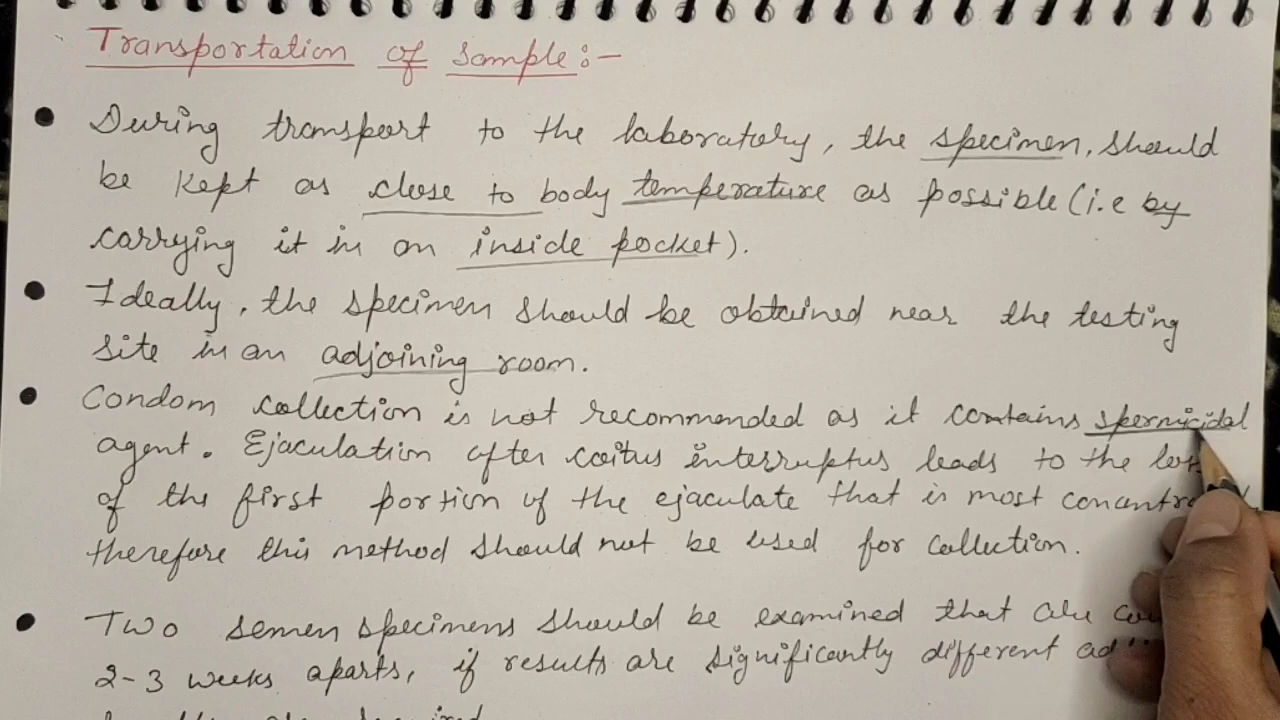 Transportation of Sample:-
• During transport to the laboratory, the specimen, should
be kept as close to body temperature as possible (i.e by
carrying it in an inside pocket).
• Ideally, the specimen should be obtained near the testing
site in an adjoining room.
• Condom collection is not recommended as it contains spermicidal
agent. Ejaculation after coitus interruptus leads to the
of the first portion of the ejaculate that is most
therefore this method should not be used for collection.
• Two semen specimens should be examined that are
2-3 weeks aparts, if results are significantly different